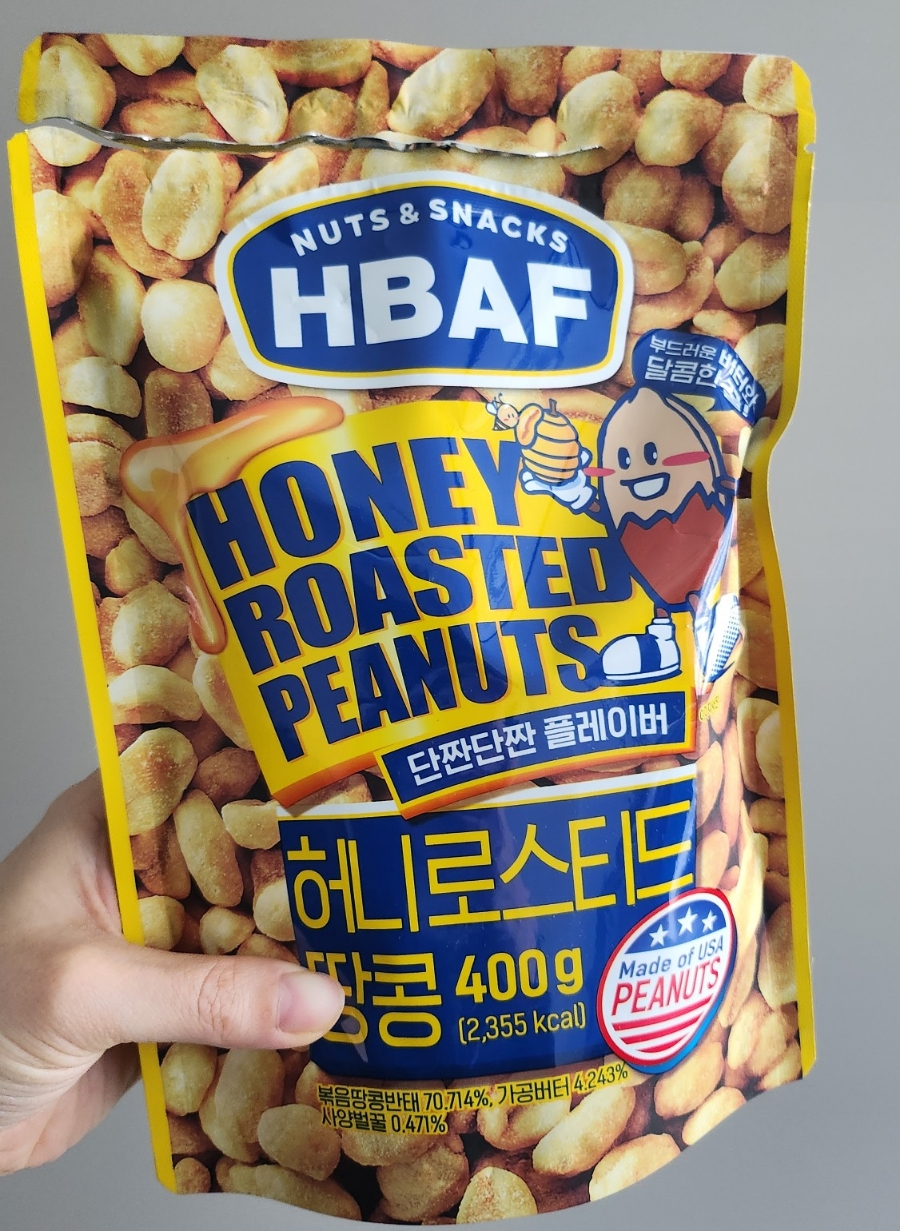 NUTS & SNACKS
HBAF
부드러운 버터와
달콤한
HONEY
ROASTED
PEANUTS
단짠단짠 플레이버
허니로스티드
땅콩 400g
(2,355 kcal)
Made of USA
PEANUTS
볶음땅콩반태 70.714%, 가공버터 4.243%
사양벌꿀 0.471%